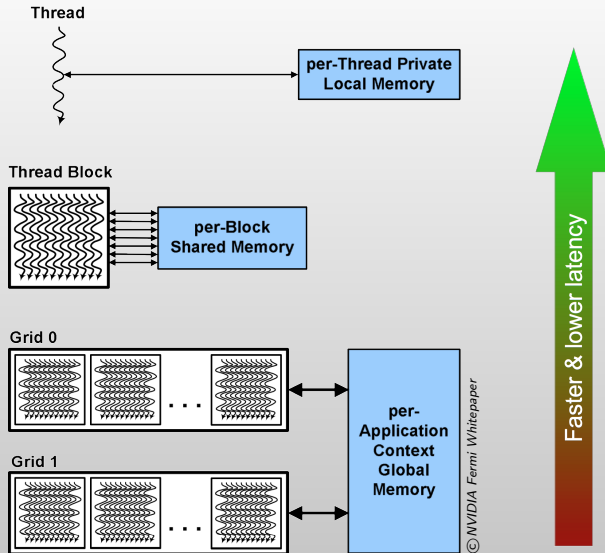 Thread
per-Thread Private
Local Memory
Thread Block
per-Block
Shared Memory
Grid 0
. . .
per-
Application
Context
Global
Memory
Grid 1
. . .
© NVIDIA Fermi Whitepaper
Faster & lower latency